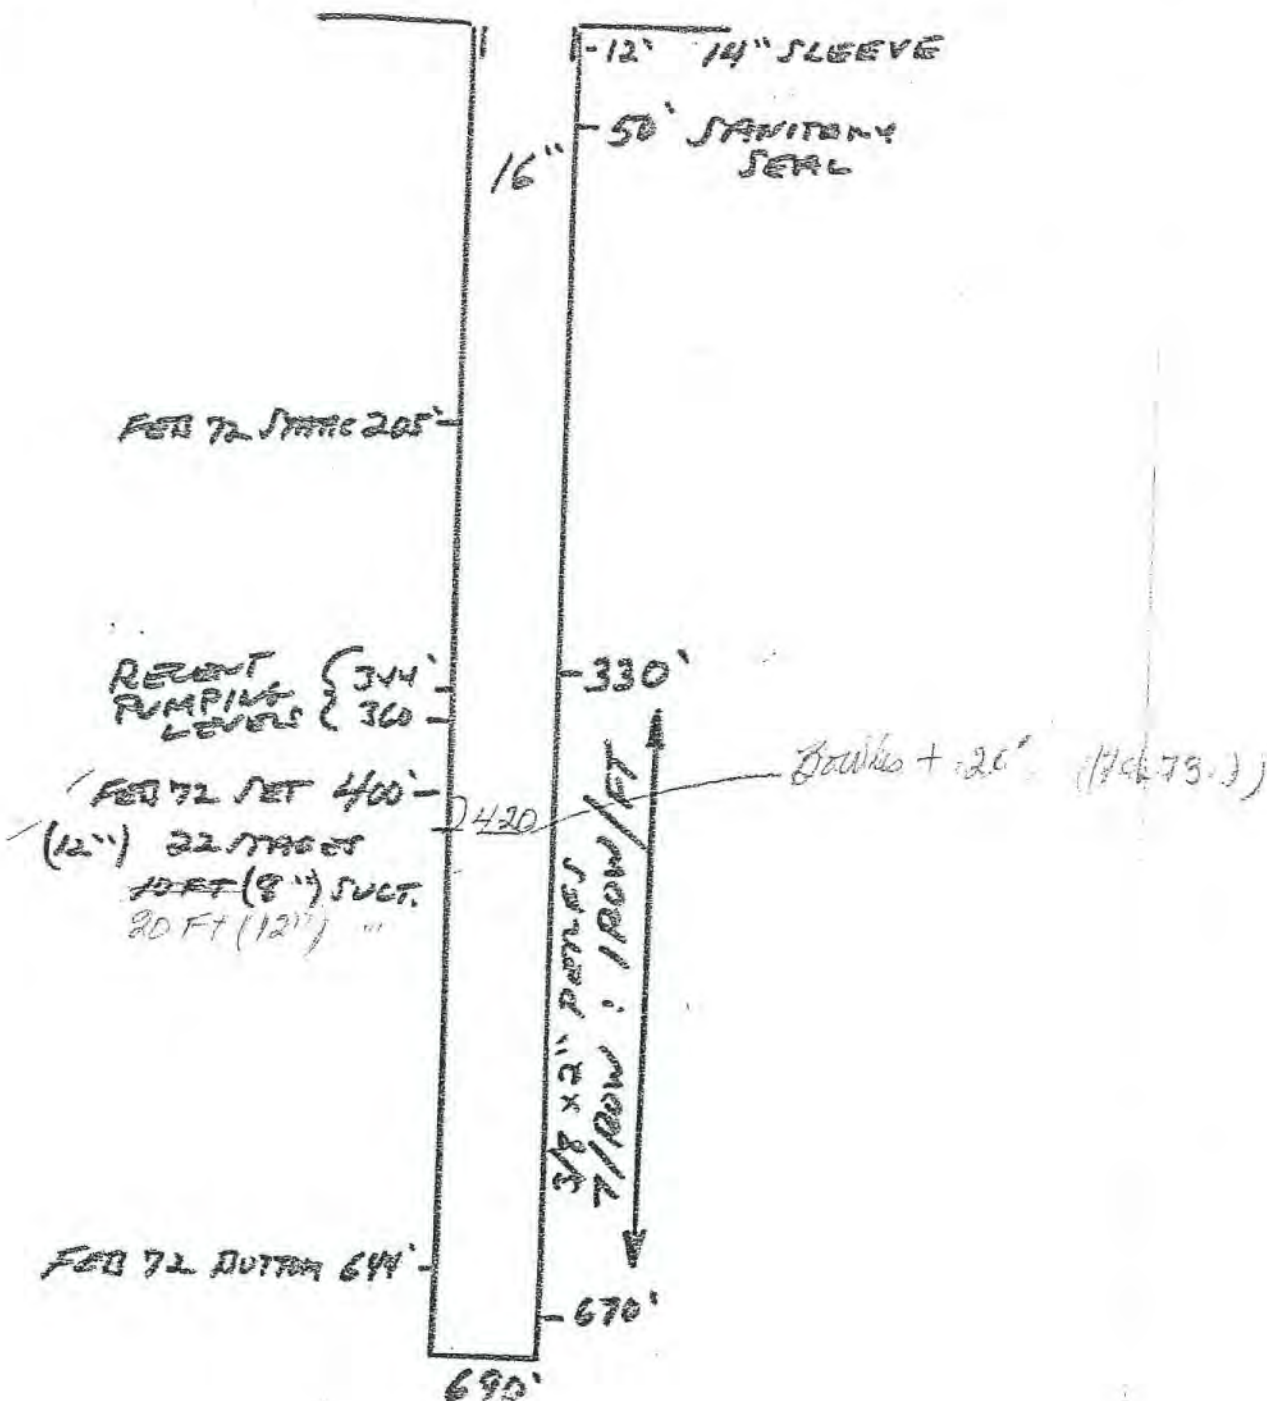 12' 14" SLEEVE
50' SANITARY
SEAL
16"
FEB 72 STATIC 205'
RECENT
PUMPING
LEVELS
344'
360
330'
FEB 72 SET 400'
420
+ 20'
(12") 22 STAGES
10 FT (8") SUCT.
20 Ft (12") "
3/8 x 2" PERFS
7/ROW : 1 ROW/FT
FEB 72 BOTTOM 644'
670'
690'